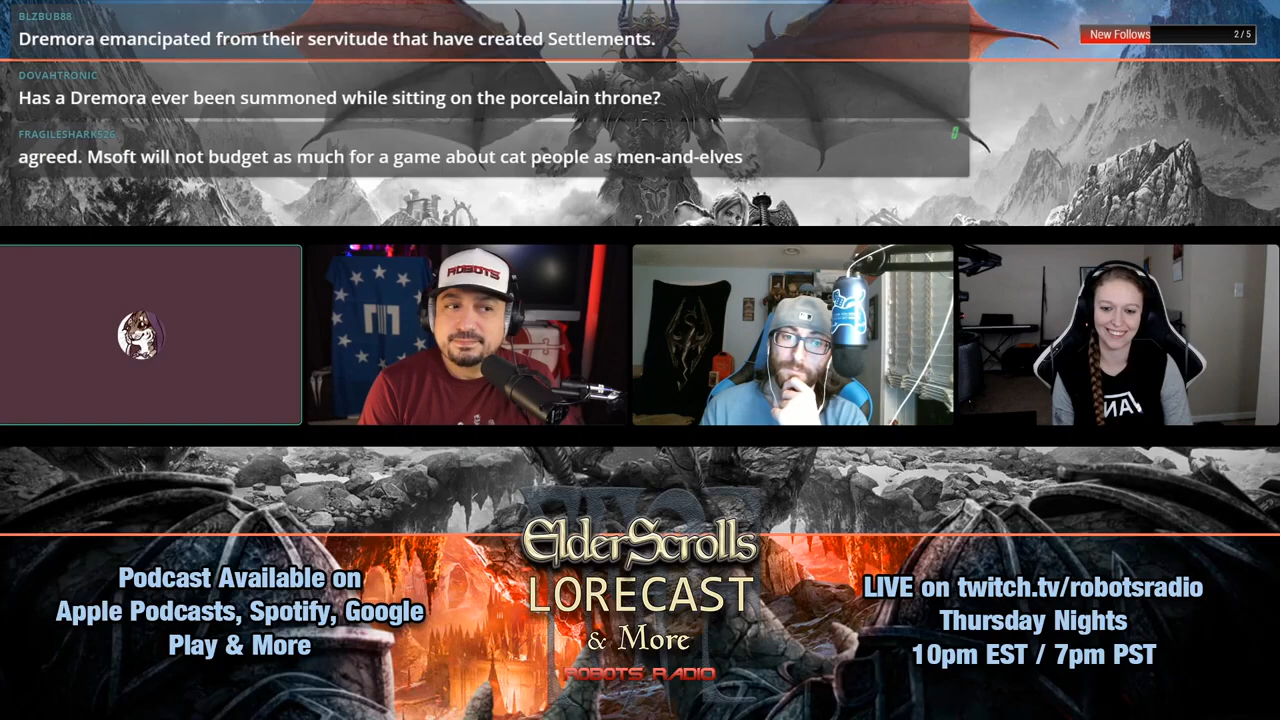 BLZBUB88
Dremora emancipated from their servitude that have created Settlements.
New Follows
2 / 5
DOVAHTRONIC
Has a Dremora ever been summoned while sitting on the porcelain throne?
FRAGILESHARK526
agreed. Msoft will not budget as much for a game about cat people as men-and-elves
ROBOTS
ElderScrolls
LORECAST
& More
ROBOTS RADIO
Podcast Available on
Apple Podcasts, Spotify, Google
Play & More
LIVE on twitch.tv/robotsradio
Thursday Nights
10pm EST / 7pm PST